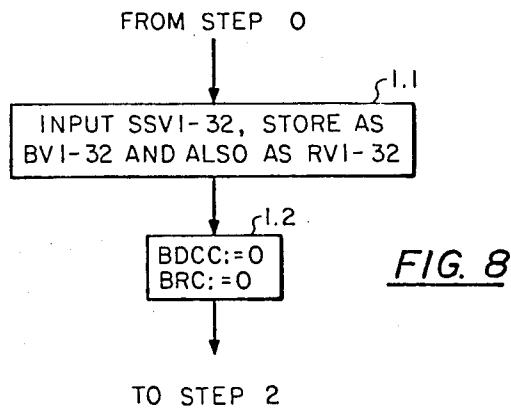 FROM STEP 0
1.1
INPUT SSV1-32, STORE AS
BV1-32 AND ALSO AS RV1-32
1.2
BDCC:=0
BRC:=0
FIG. 8
TO STEP 2